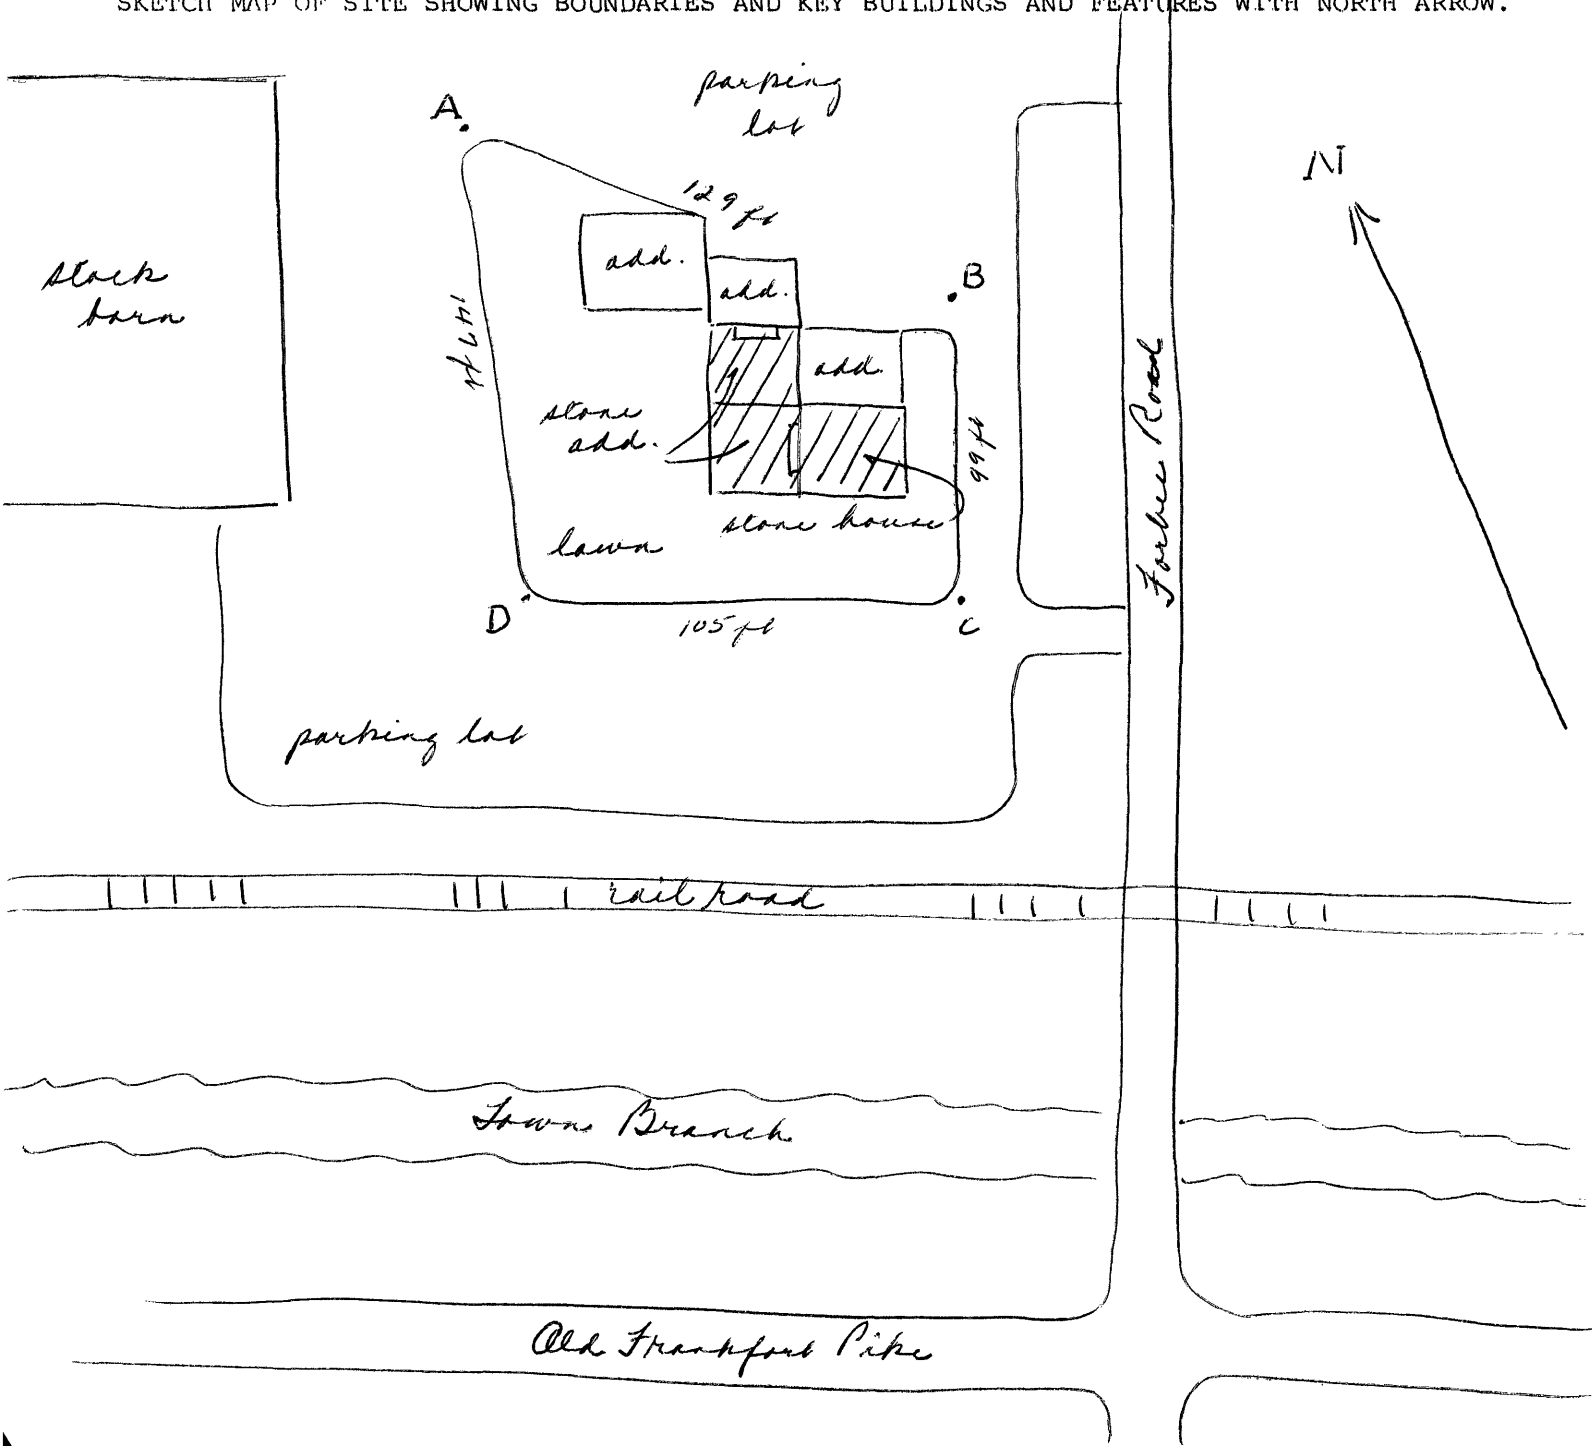 SKETCH MAP OF SITE SHOWING BOUNDARIES AND KEY BUILDINGS AND FEATURES WITH NORTH ARROW.
parking
lot
A
N
129 ft
add.
add.
B
stock
barn
147 ft
add.
stone
add.
99 ft
Forbes Road
stone house
lawn
D
C
105 ft
parking lot
railroad
Town Branch
Old Frankfort Pike